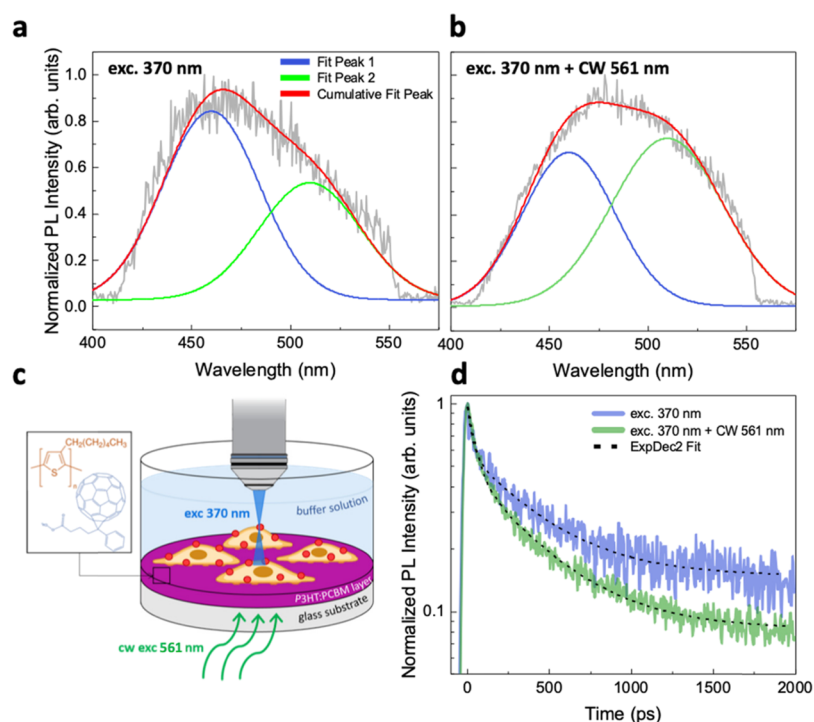 a
exc. 370 nm
Fit Peak 1
Fit Peak 2
Cumulative Fit Peak
Normalized PL Intensity (arb. units)
1.0
0.8
0.6
0.4
0.2
0.0
400
450
500
550
Wavelength (nm)
b
exc. 370 nm + CW 561 nm
400
450
500
550
Wavelength (nm)
c
CH2(CH2)4CH3
S
n
exc 370 nm
buffer solution
P3HT:PCBM layer
glass substrate
cw exc 561 nm
d
exc. 370 nm
exc. 370 nm + CW 561 nm
ExpDec2 Fit
Normalized PL Intensity (arb. units)
1
0.1
0
500
1000
1500
2000
Time (ps)